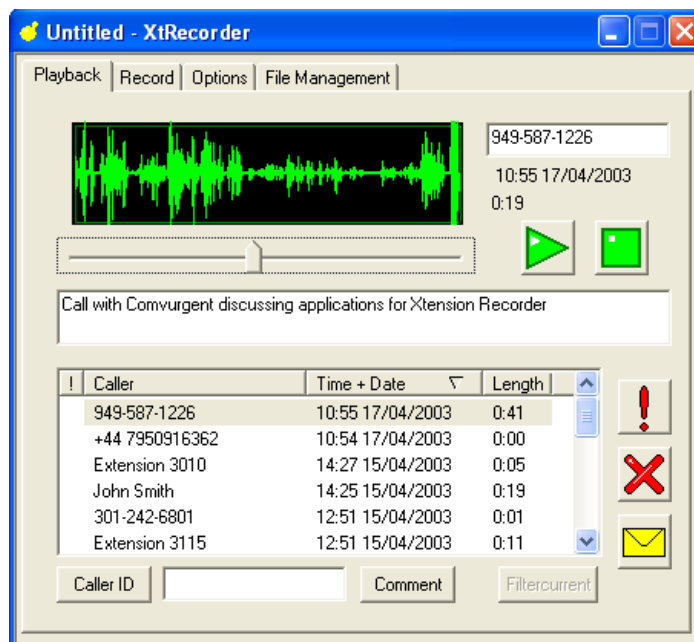 Untitled - XtRecorder
Playback Record Options File Management
949-587-1226
10:55 17/04/2003
0:19
Call with Comvurgent discussing applications for Xtension Recorder
! Caller Time + Date Length
949-587-1226 10:55 17/04/2003 0:41
+44 7950916362 10:54 17/04/2003 0:00
Extension 3010 14:27 15/04/2003 0:05
John Smith 14:25 15/04/2003 0:19
301-242-6801 12:51 15/04/2003 0:01
Extension 3115 12:51 15/04/2003 0:11
Caller ID Comment Filtercurrent